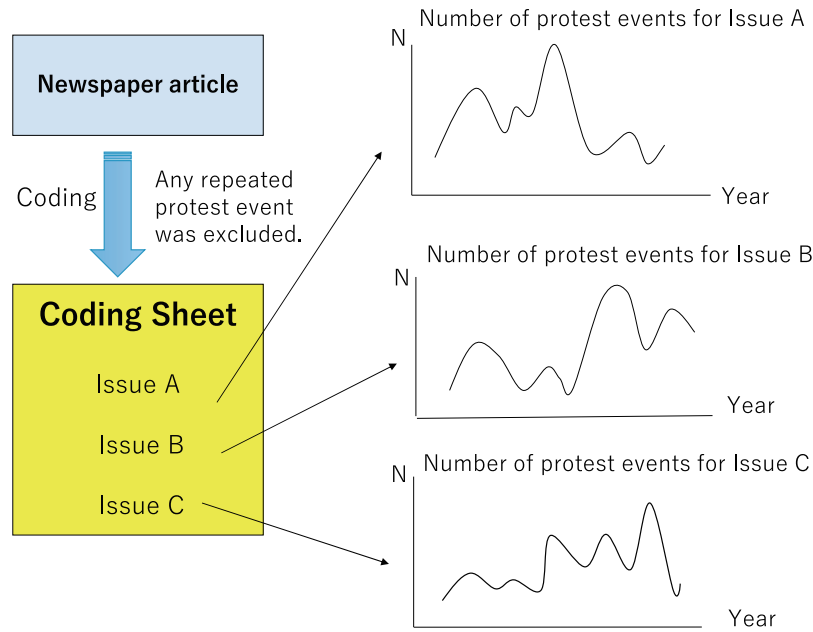 Newspaper article
Coding
Any repeated
protest event
was excluded.
Coding Sheet
Issue A
Issue B
Issue C
Number of protest events for Issue A
N
Year
Number of protest events for Issue B
N
Year
Number of protest events for Issue C
N
Year